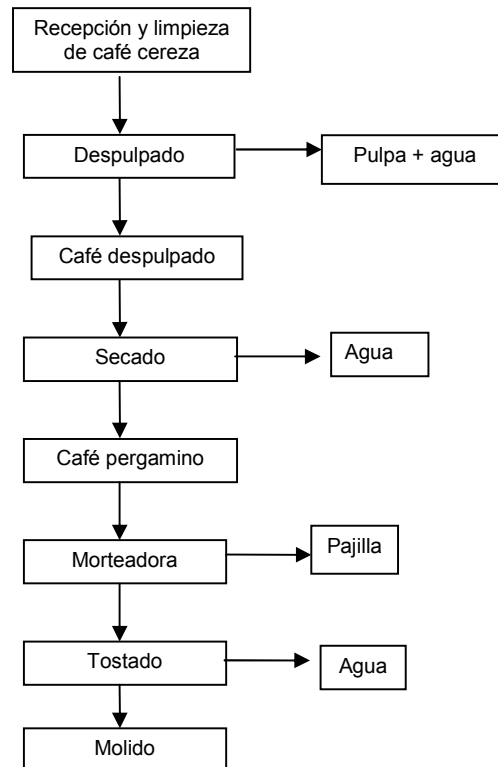 Recepción y limpieza
de café cereza
Despulpado
Pulpa + agua
Café despulpado
Secado
Agua
Café pergamino
Morteadora
Pajilla
Tostado
Agua
Molido